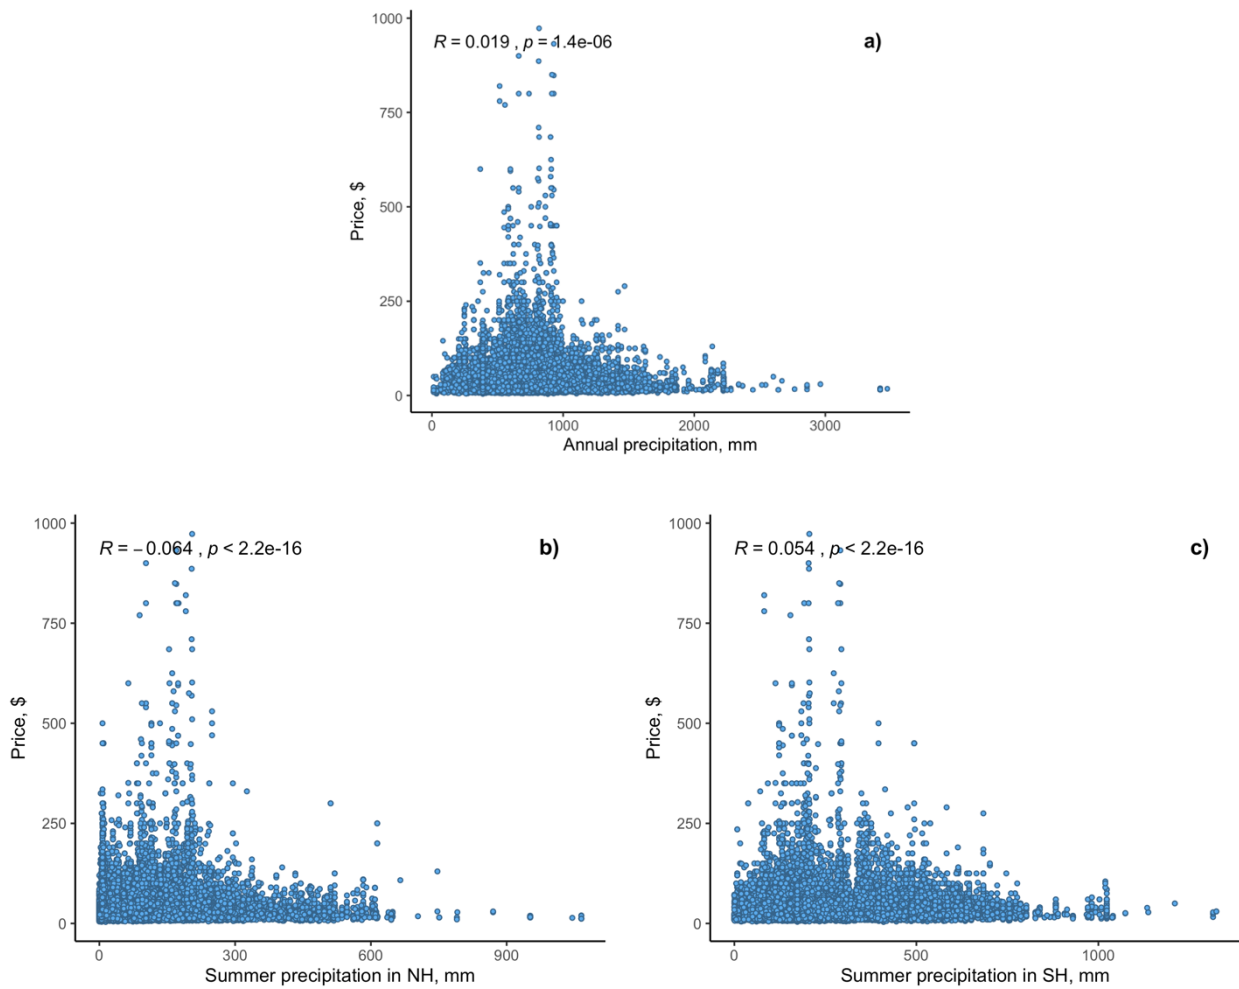 1000
R = 0.019 , p = 1.4e-06
a)
750
Price, $
500
250
0
0 1000 2000 3000
Annual precipitation, mm
1000
R = −0.064 , p < 2.2e-16
b)
750
Price, $
500
250
0
0 300 600 900
Summer precipitation in NH, mm
1000
R = 0.054 , p < 2.2e-16
c)
750
Price, $
500
250
0
0 500 1000
Summer precipitation in SH, mm